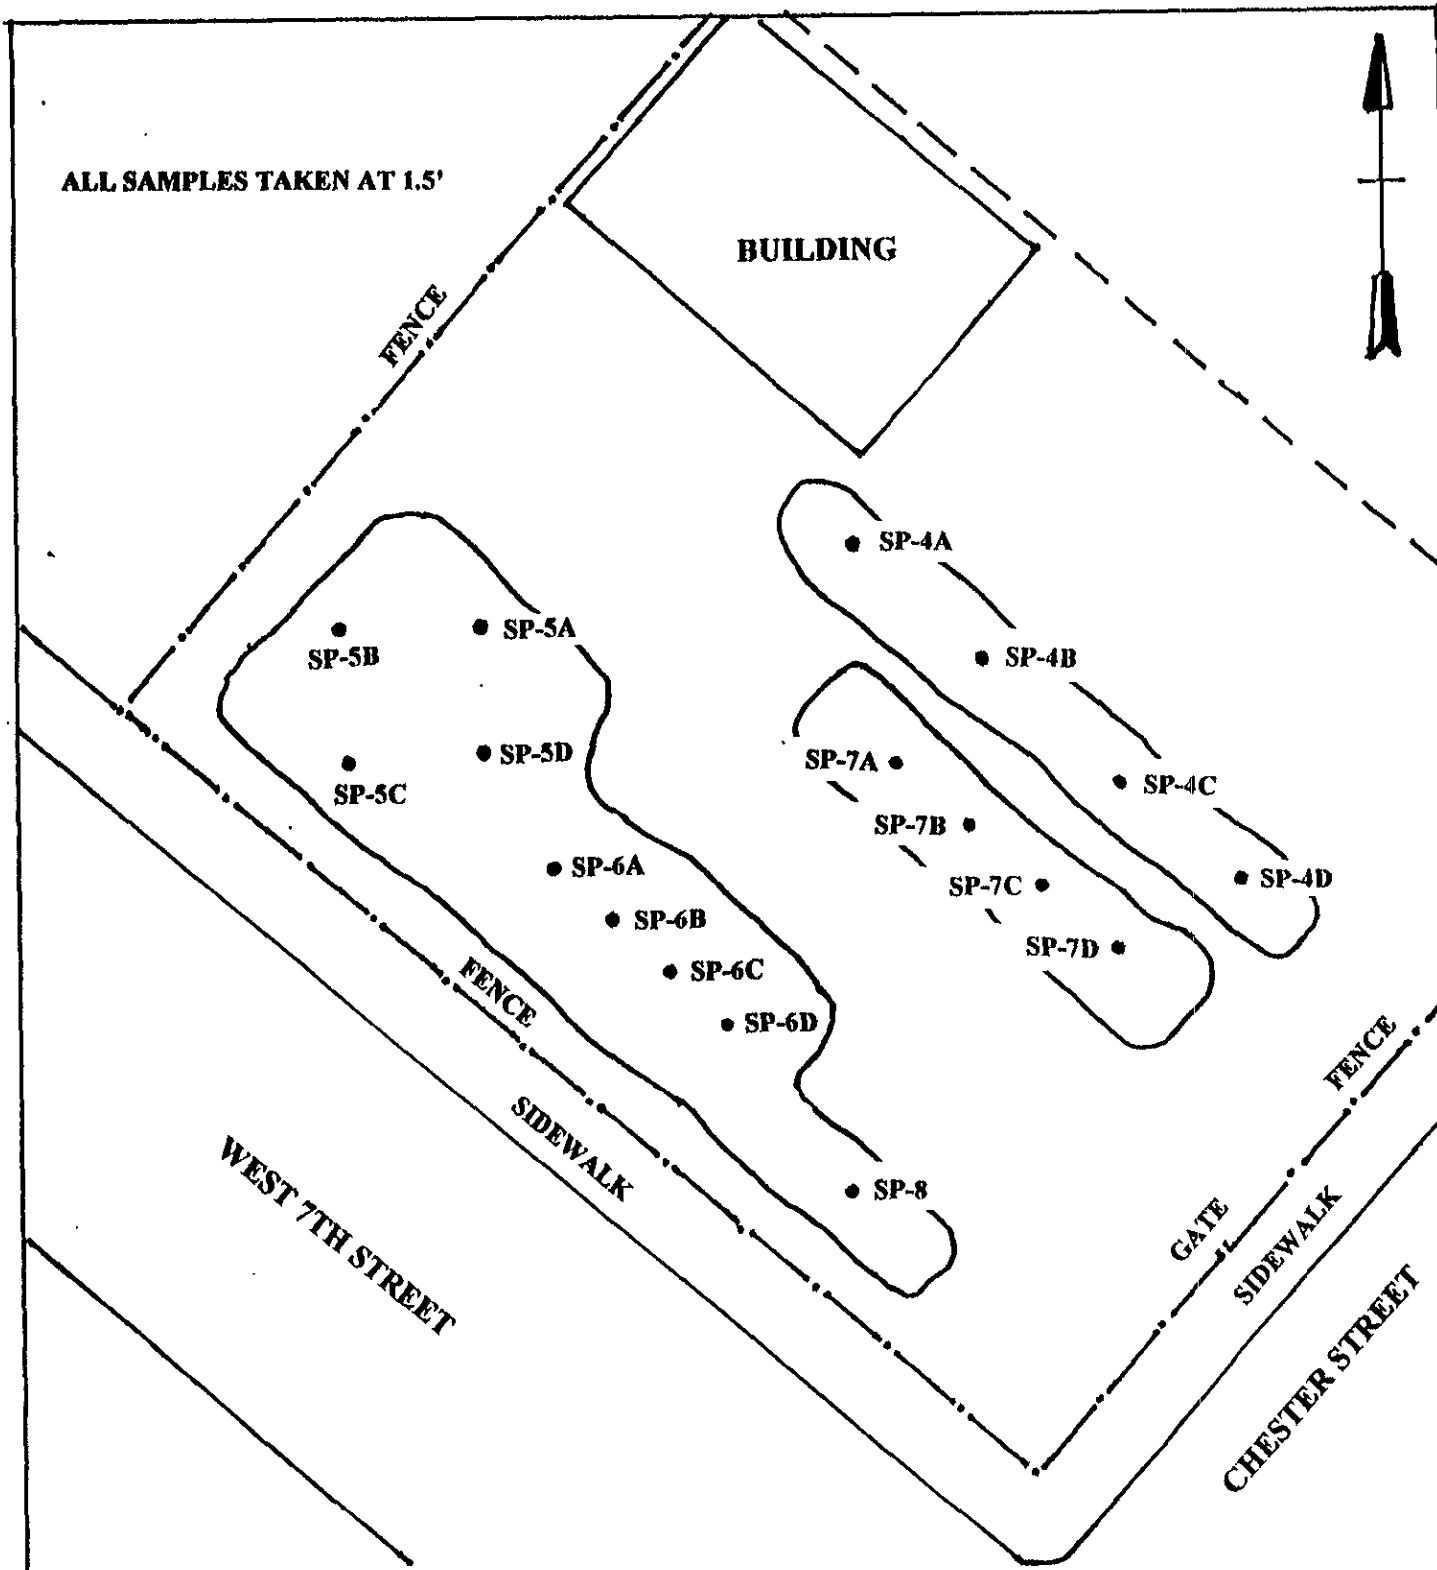 ALL SAMPLES TAKEN AT 1.5'
BUILDING
FENCE
SP-4A
SP-5A
SP-5B
SP-4B
SP-5D
SP-7A
SP-4C
SP-5C
SP-7B
SP-6A
SP-4D
SP-7C
SP-6B
SP-7D
SP-6C
FENCE
SP-6D
FENCE
SIDEWALK
SP-8
GATE
SIDEWALK
WEST 7TH STREET
CHESTER STREET